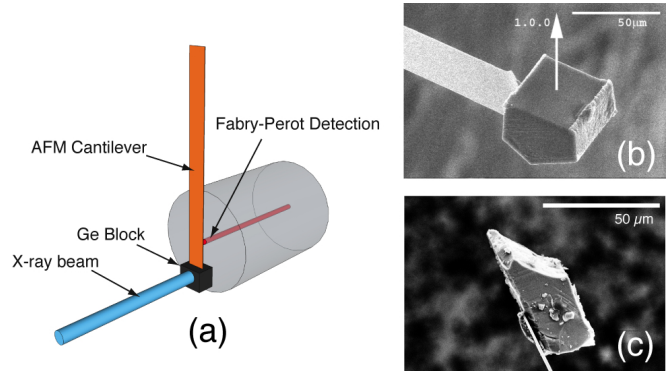 Fabry-Perot Detection
AFM Cantilever
Ge Block
X-ray beam
(a)
1.0.0
50µm
(b)
50 µm
(c)